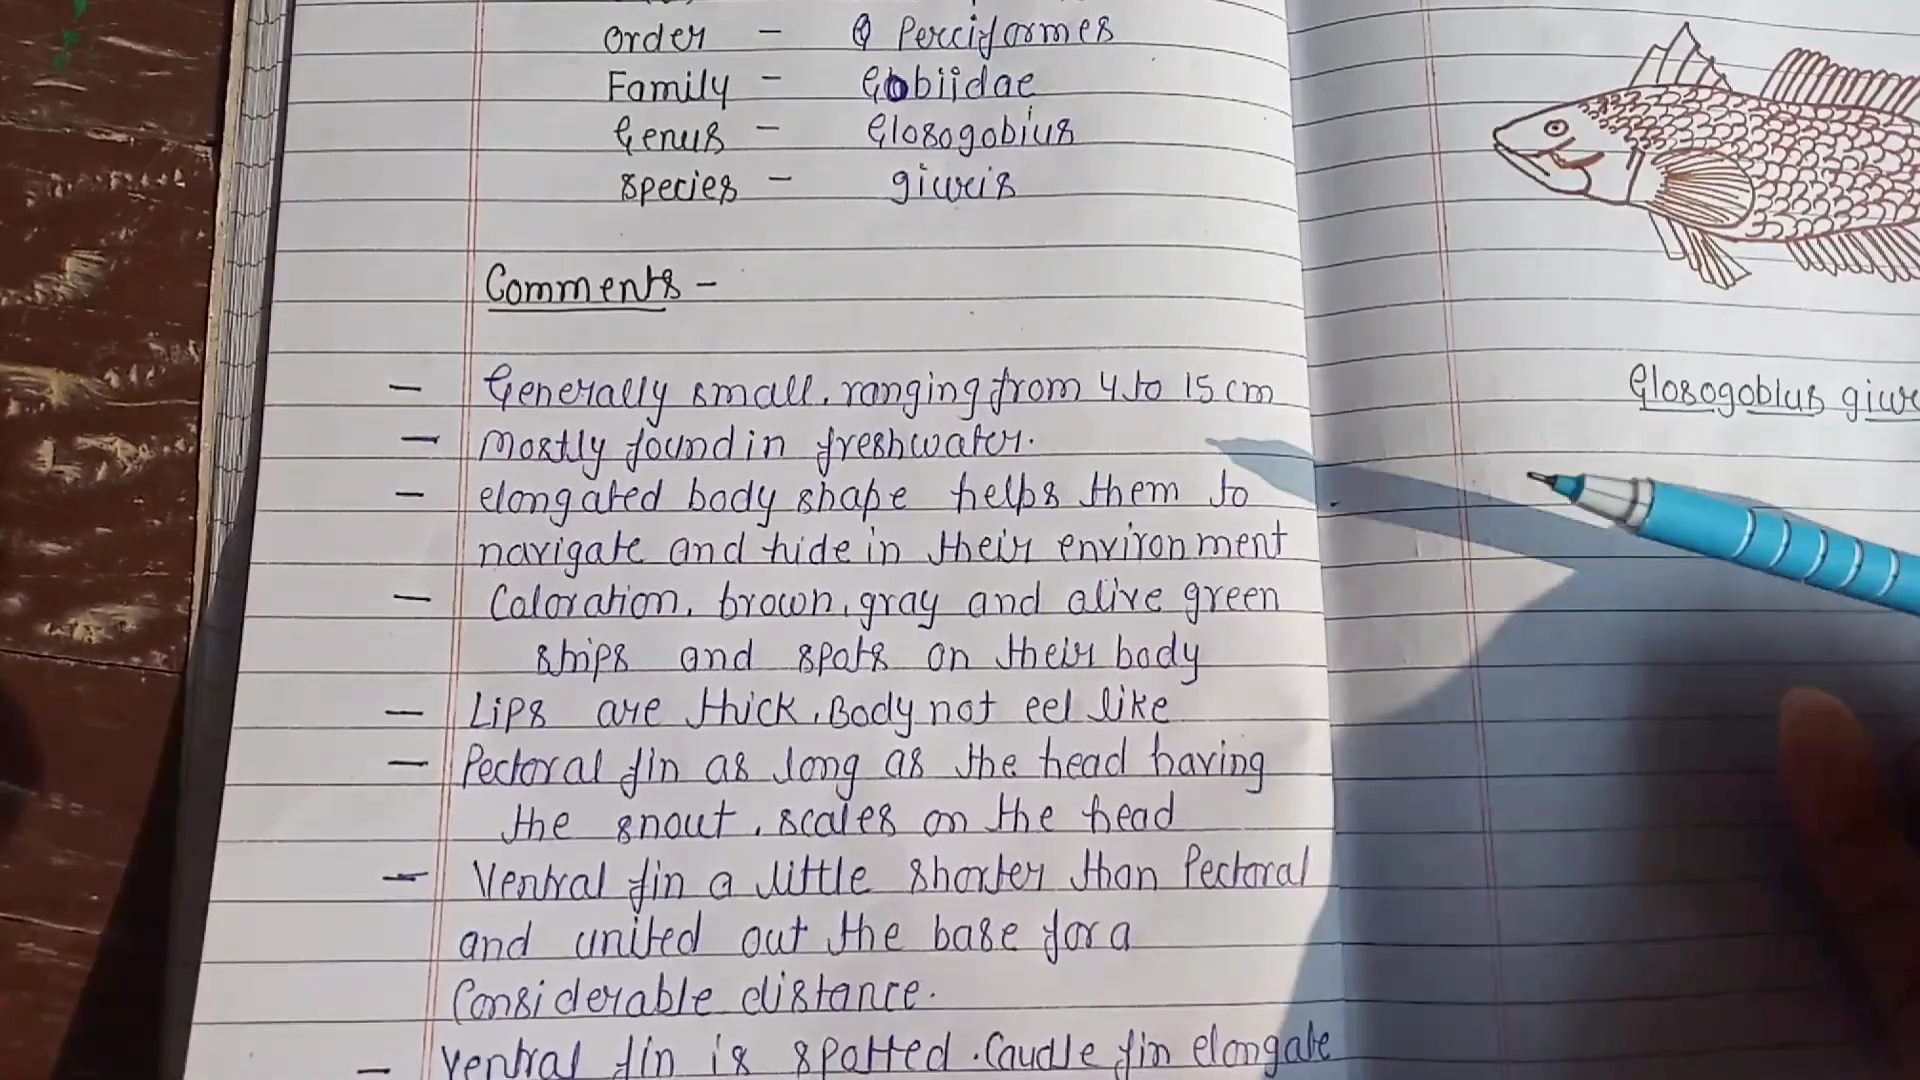 order - Perciformes
Family - Gobiidae
Genus - Glosogobius
species - giuris
Comments -
- Generally small, ranging from 4 to 15 cm
- mostly found in freshwater.
- elongated body shape helps them to
navigate and hide in their environment
- Coloration, brown, gray and olive green
strips and spots on their body
- Lips are thick, Body not eel like
- Pectoral fin as long as the head having
the snout, scales on the head
- Ventral fin a little shorter than Pectoral
and united out the base for a
Considerable distance.
- Ventral fin is spotted. Caudle fin elongate
Glosogobius